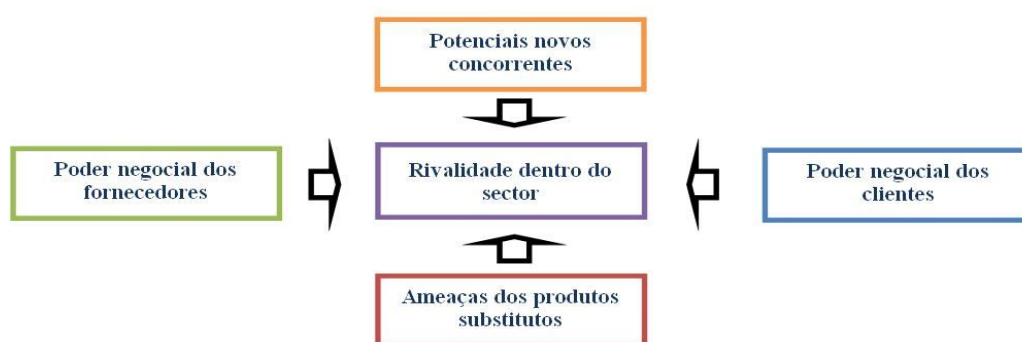 Potenciais novos
concorrentes
Poder negocial dos
fornecedores
Rivalidade dentro do
sector
Poder negocial dos
clientes
Ameaças dos produtos
substitutos